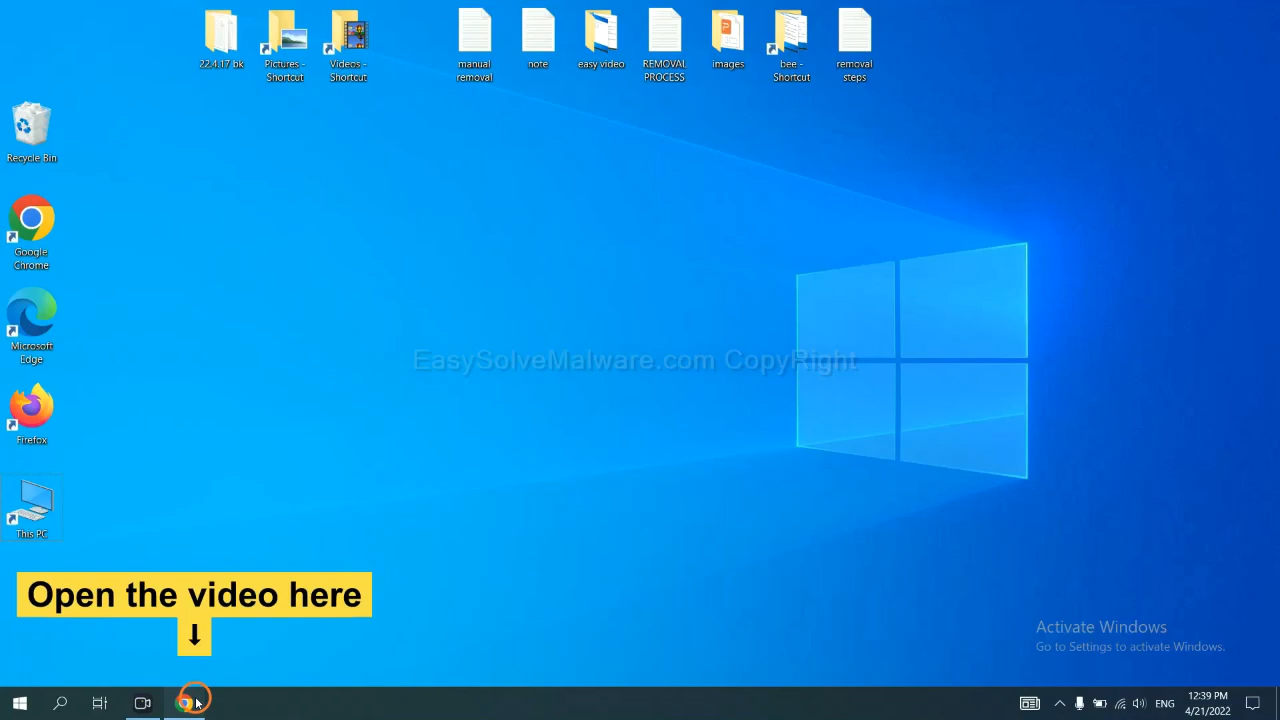 22.4.17 bk
Pictures -
Shortcut
Videos -
Shortcut
manual
removal
note
easy video
REMOVAL
PROCESS
images
bee -
Shortcut
removal
steps
Recycle Bin
Google
Chrome
Microsoft
Edge
Firefox
This PC
EasySolveMalware.com CopyRight
Open the video here
↓
Activate Windows
Go to Settings to activate Windows.
ENG
12:39 PM
4/21/2022